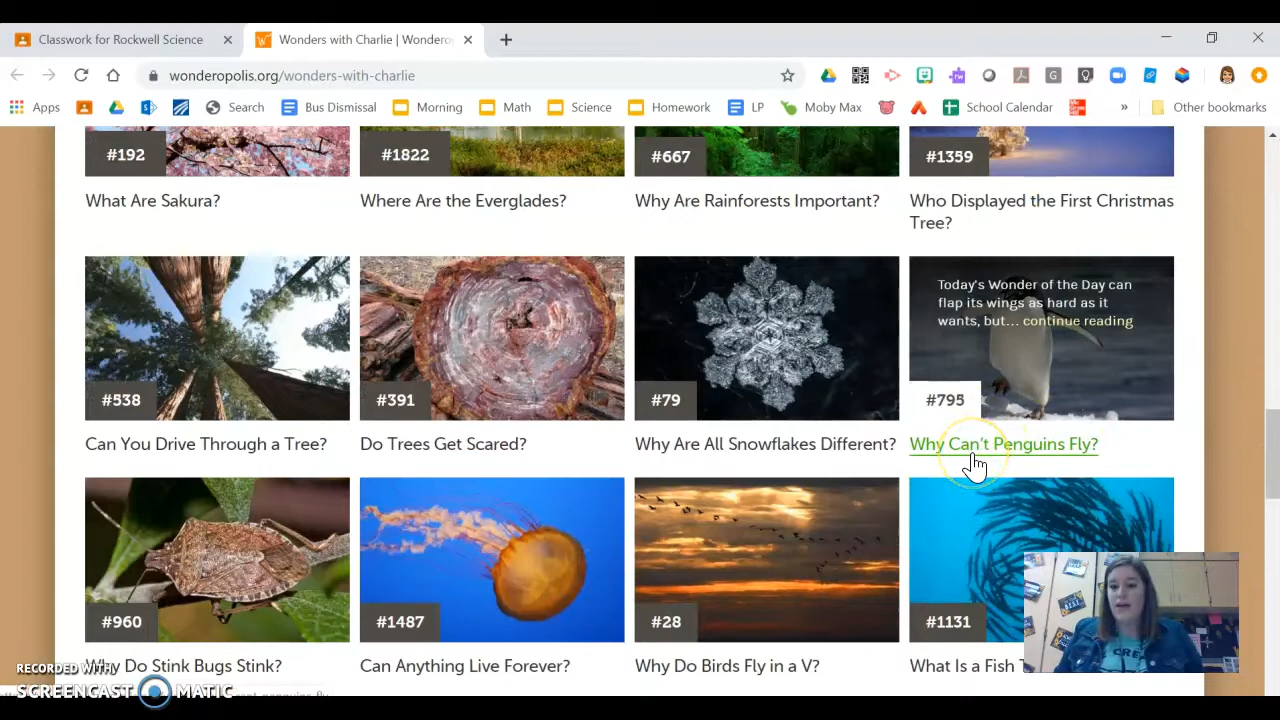 Classwork for Rockwell Science
Wonders with Charlie | Wonderop
wonderopolis.org/wonders-with-charlie
Apps
Search
Bus Dismissal
Morning
Math
Science
Homework
LP
Moby Max
School Calendar
»
Other bookmarks
#192
#1822
#667
#1359
What Are Sakura?
Where Are the Everglades?
Why Are Rainforests Important?
Who Displayed the First Christmas
Tree?
Today's Wonder of the Day can
flap its wings as hard as it
wants, but... continue reading
#538
#391
#79
#795
Can You Drive Through a Tree?
Do Trees Get Scared?
Why Are All Snowflakes Different?
Why Can't Penguins Fly?
#960
#1487
#28
#1131
Why Do Stink Bugs Stink?
Can Anything Live Forever?
Why Do Birds Fly in a V?
What Is a Fish
RECORDED WITH
SCREENCAST MATIC